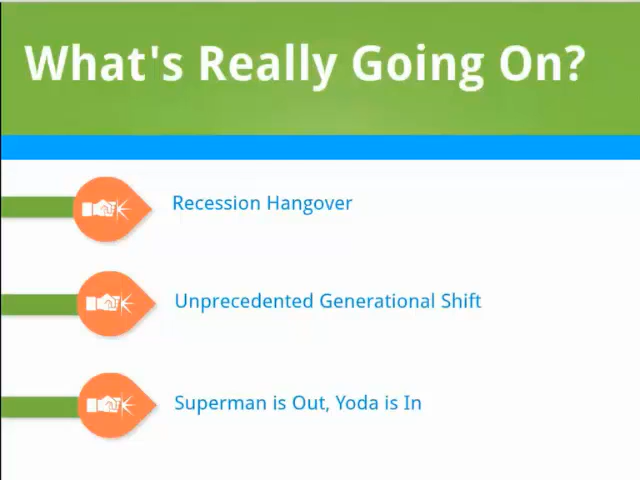 What's Really Going On?
Recession Hangover
Unprecedented Generational Shift
Superman is Out, Yoda is In